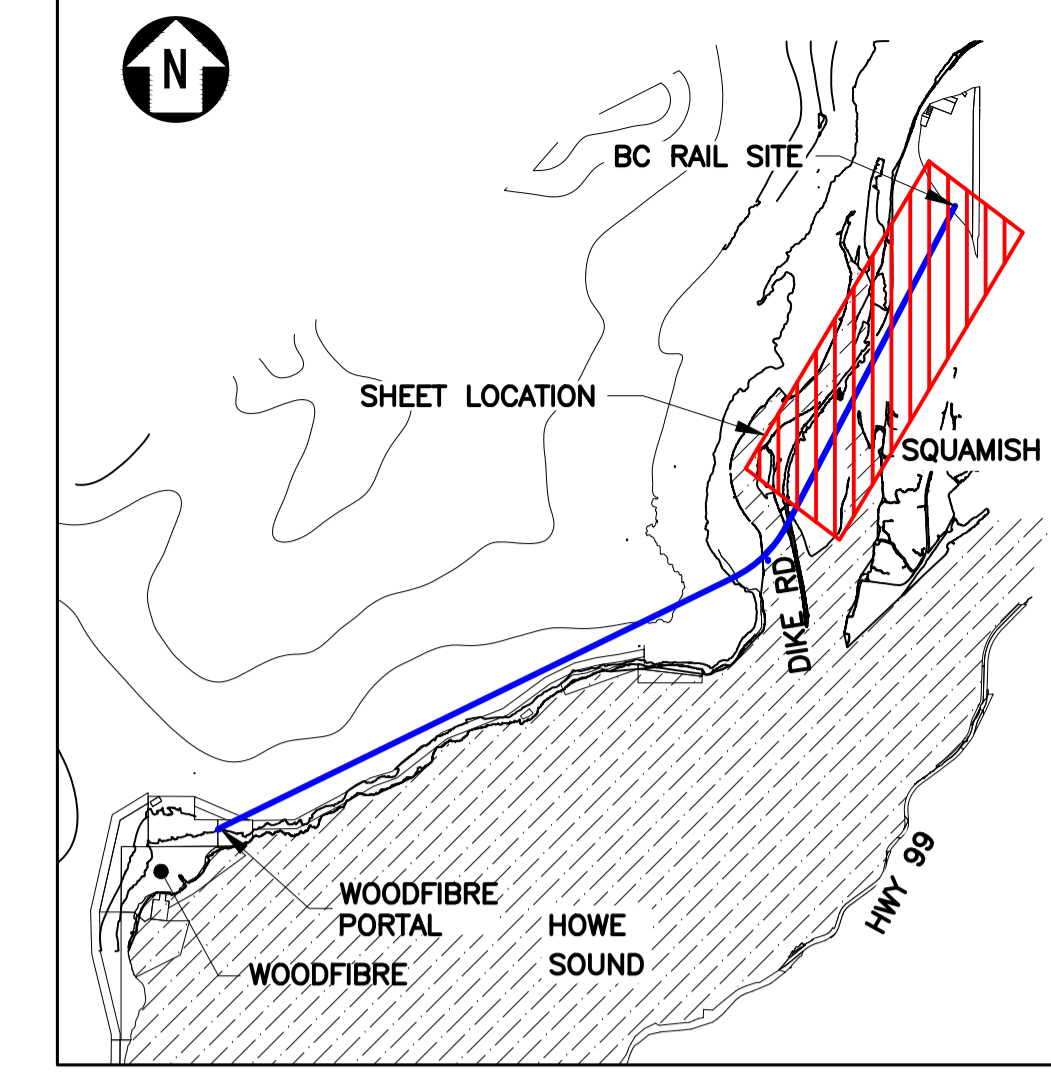 N
BC RAIL SITE
SHEET LOCATION
SQUAMISH
DIKE RD
HWY 99
WOODFIBRE
PORTAL
HOWE
SOUND
WOODFIBRE